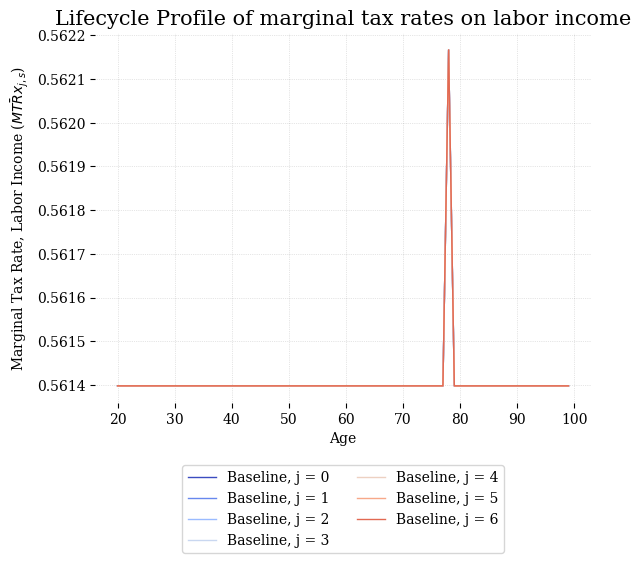 Lifecycle Profile of marginal tax rates on labor income
Marginal Tax Rate, Labor Income ($\bar{MTRx}_{j,s}$)
0.5622
0.5621
0.5620
0.5619
0.5618
0.5617
0.5616
0.5615
0.5614
20 30 40 50 60 70 80 90 100
Age
Baseline, j = 0
Baseline, j = 1
Baseline, j = 2
Baseline, j = 3
Baseline, j = 4
Baseline, j = 5
Baseline, j = 6